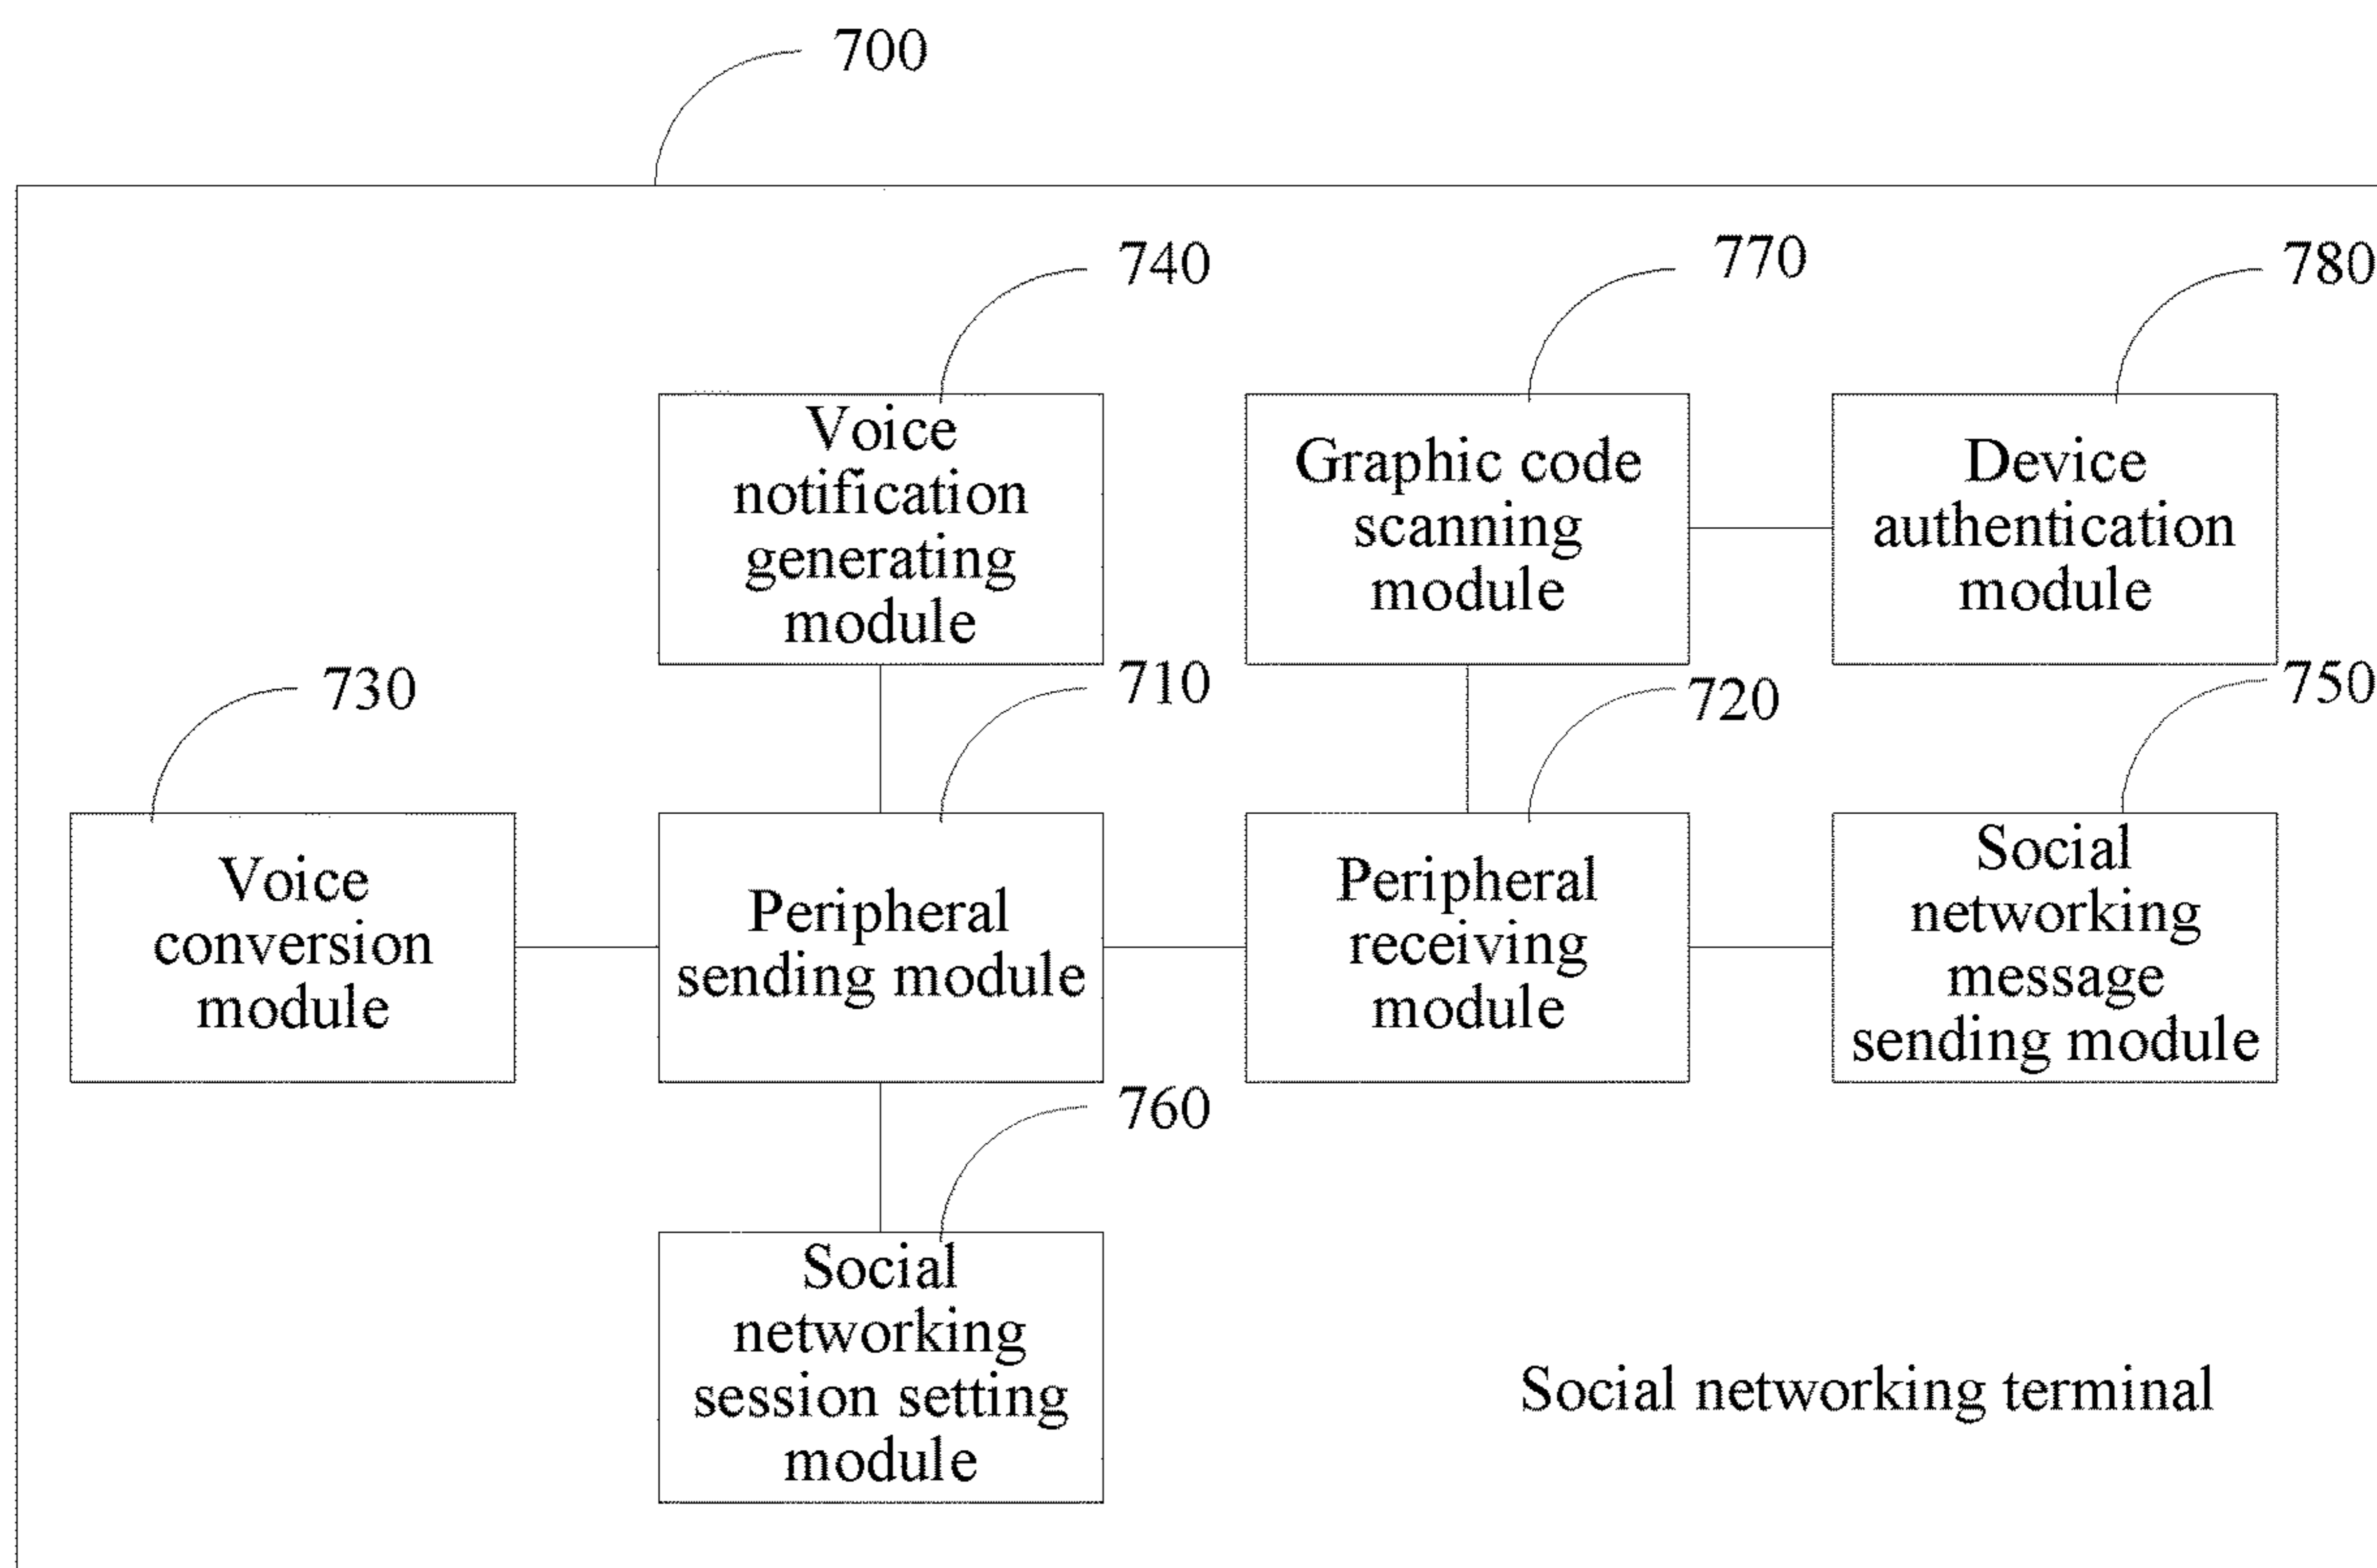 700
740
770
780
Voice
notification
generating
module
Graphic code
scanning
module
Device
authentication
module
730
710
720
750
Voice
conversion
module
Peripheral
sending module
Peripheral
receiving
module
Social
networking
message
sending module
760
Social
networking
session setting
module
Social networking terminal